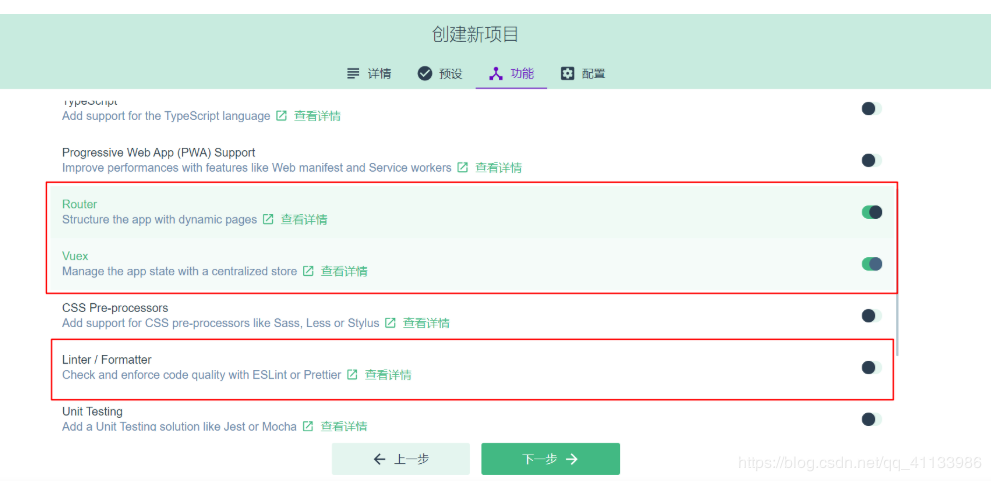 创建新项目
详情 预设 功能 配置
TypeScript
Add support for the TypeScript language 查看详情
Progressive Web App (PWA) Support
Improve performances with features like Web manifest and Service workers 查看详情
Router
Structure the app with dynamic pages 查看详情
Vuex
Manage the app state with a centralized store 查看详情
CSS Pre-processors
Add support for CSS pre-processors like Sass, Less or Stylus 查看详情
Linter / Formatter
Check and enforce code quality with ESLint or Prettier 查看详情
Unit Testing
Add a Unit Testing solution like Jest or Mocha 查看详情
上一步 下一步
https://blog.csdn.net/qq_41133986